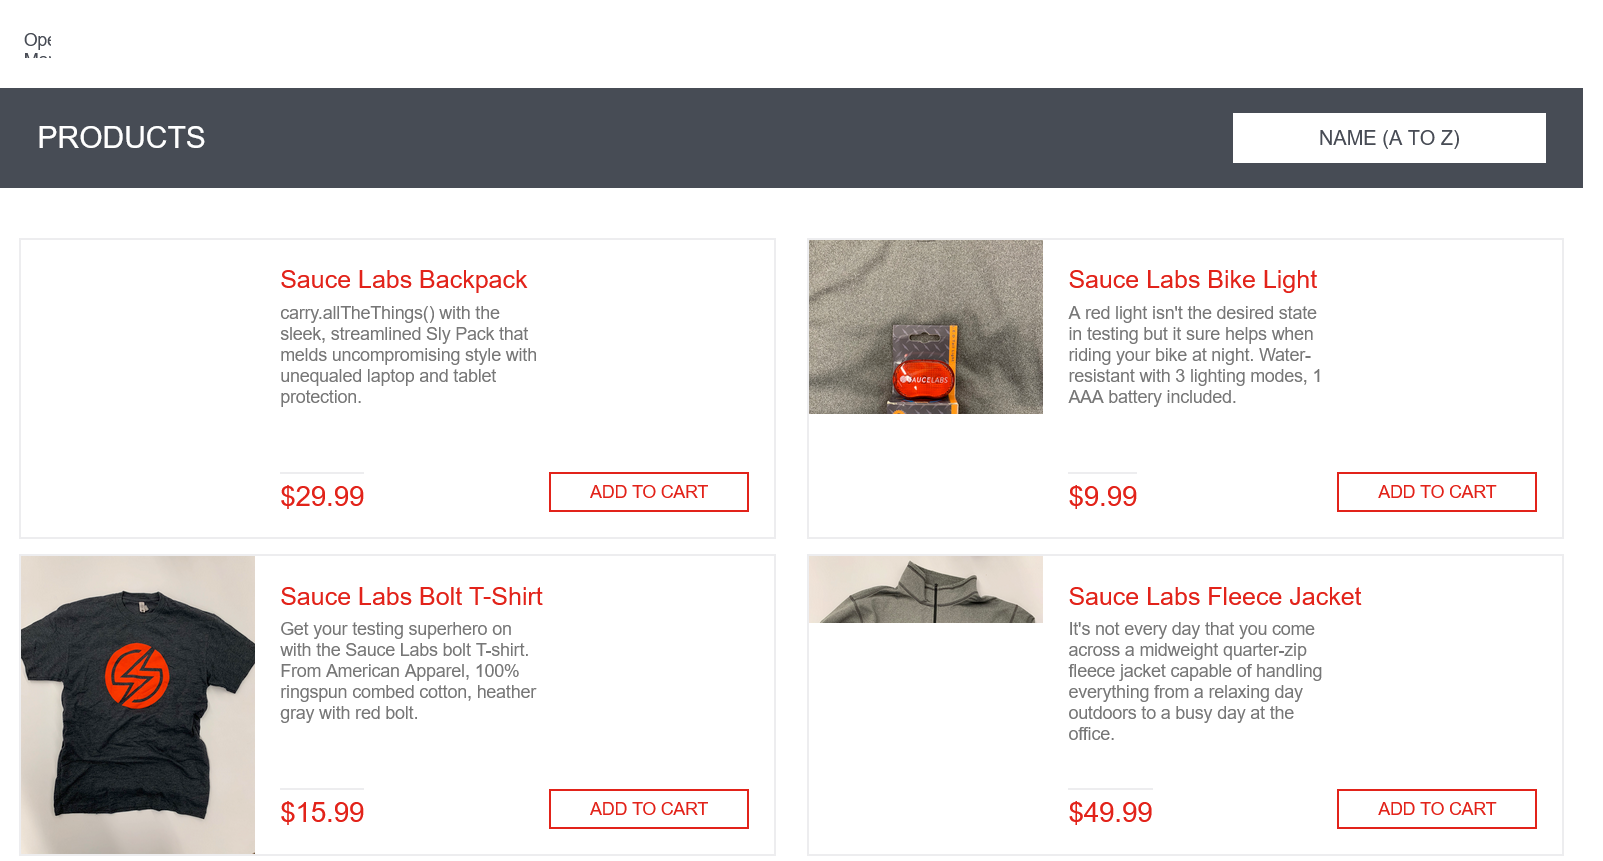 Ope
PRODUCTS
NAME (A TO Z)
Sauce Labs Backpack
carry.allTheThings() with the
sleek, streamlined Sly Pack that
melds uncompromising style with
unequaled laptop and tablet
protection.
$29.99
ADD TO CART
SAUCELABS
Sauce Labs Bike Light
A red light isn't the desired state
in testing but it sure helps when
riding your bike at night. Water-
resistant with 3 lighting modes, 1
AAA battery included.
$9.99
ADD TO CART
Sauce Labs Bolt T-Shirt
Get your testing superhero on
with the Sauce Labs bolt T-shirt.
From American Apparel, 100%
ringspun combed cotton, heather
gray with red bolt.
$15.99
ADD TO CART
Sauce Labs Fleece Jacket
It's not every day that you come
across a midweight quarter-zip
fleece jacket capable of handling
everything from a relaxing day
outdoors to a busy day at the
office.
$49.99
ADD TO CART